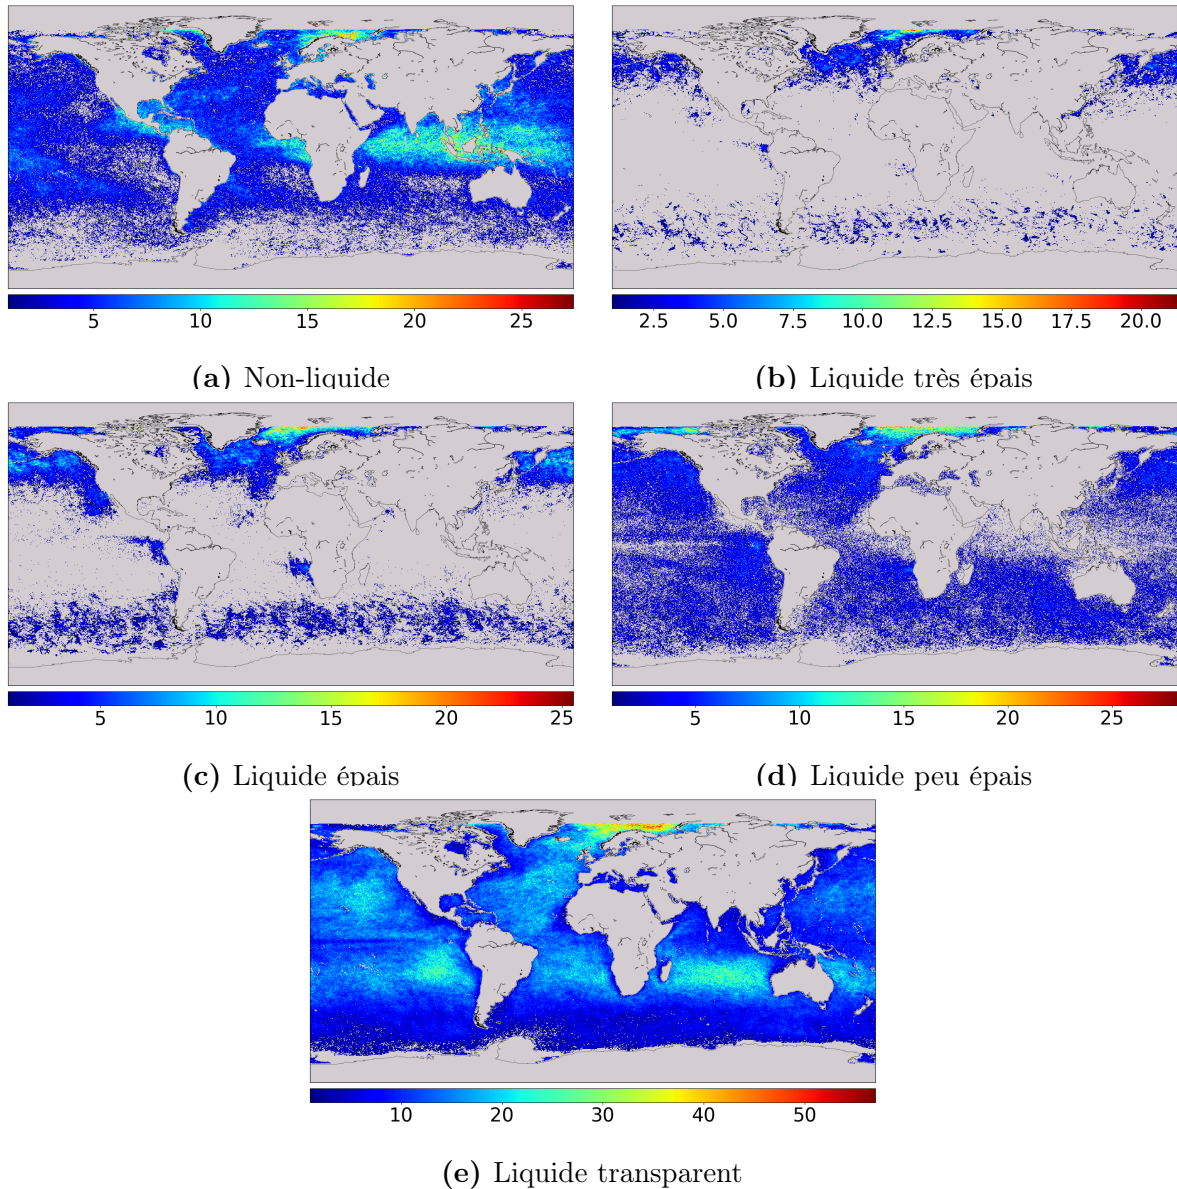 5 10 15 20 25
2.5 5.0 7.5 10.0 12.5 15.0 17.5 20.0
(a) Non-liquide
(b) Liquide très épais
5 10 15 20 25
5 10 15 20 25
(c) Liquide épais
(d) Liquide peu épais
10 20 30 40 50
(e) Liquide transparent